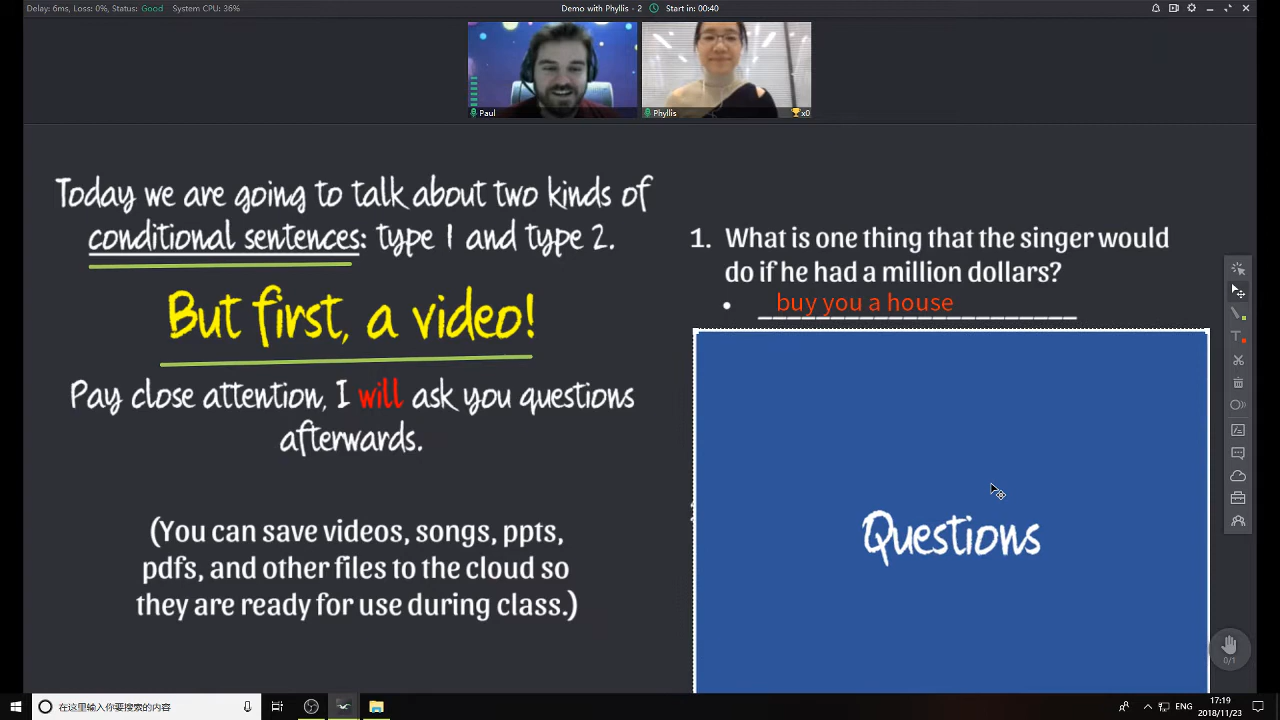 Delay: 6ms, Loss: 0%, Status: Good System CPU: 36%
Demo with Phyllis - 2 Start in: 00:40
Paul
Phyllis
x0
Today we are going to talk about two kinds of
conditional sentences: type 1 and type 2.
But first, a video!
Pay close attention, I will ask you questions
afterwards.
(You can save videos, songs, ppts,
pdfs, and other files to the cloud so
they are ready for use during class.)
1. What is one thing that the singer would
do if he had a million dollars?
• buy you a house
Questions
0/1
在这里输入你要搜索的内容
ENG
17:19
2018/11/23